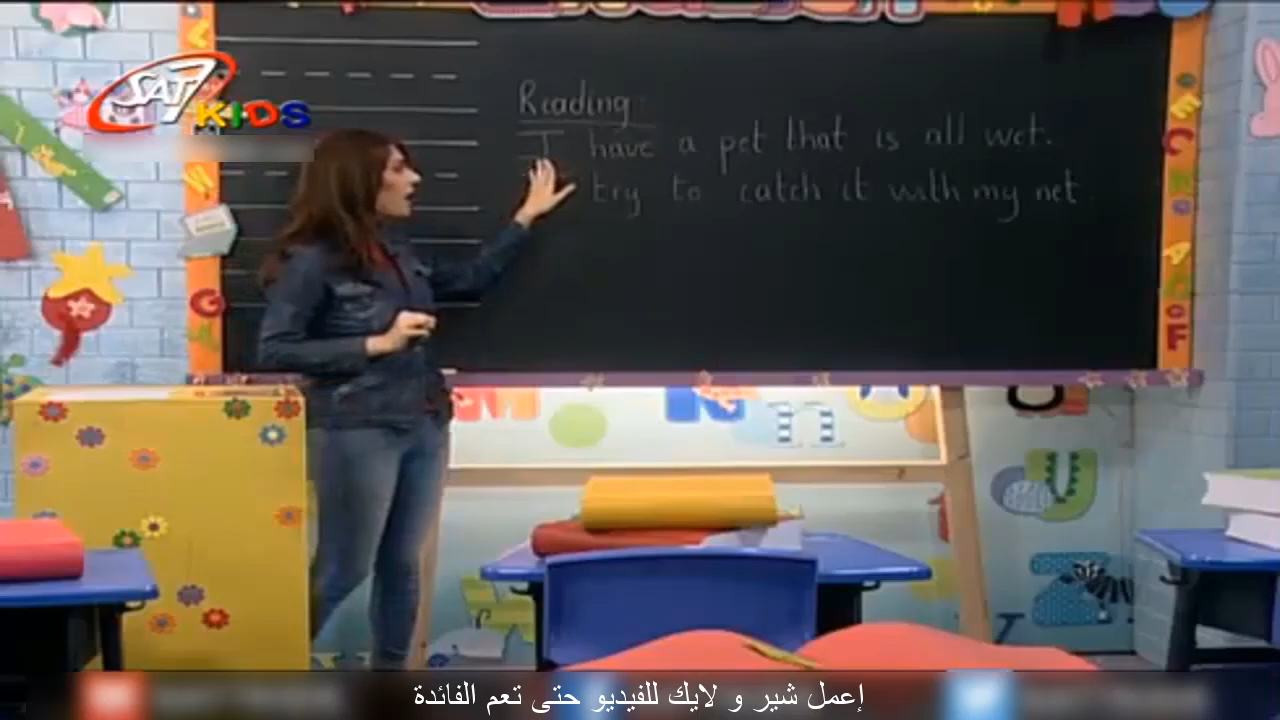 SAT7
KIDS
Reading:
I have a pet that is all wet.
try to catch it with my net.
إعمل شير و لايك للفيديو حتى تعم الفائدة